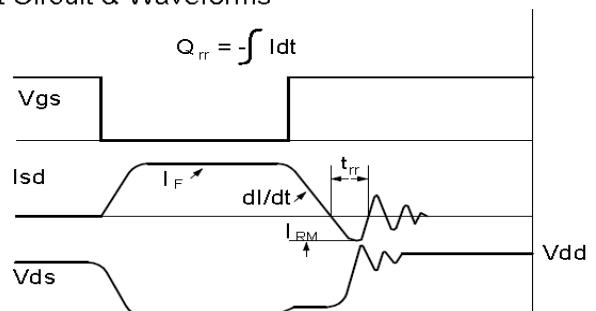 t Circuit & Waveforms
Q rr = -∫ Idt
Vgs
Isd
I F
dI/dt
t rr
I RM
Vdd
Vds